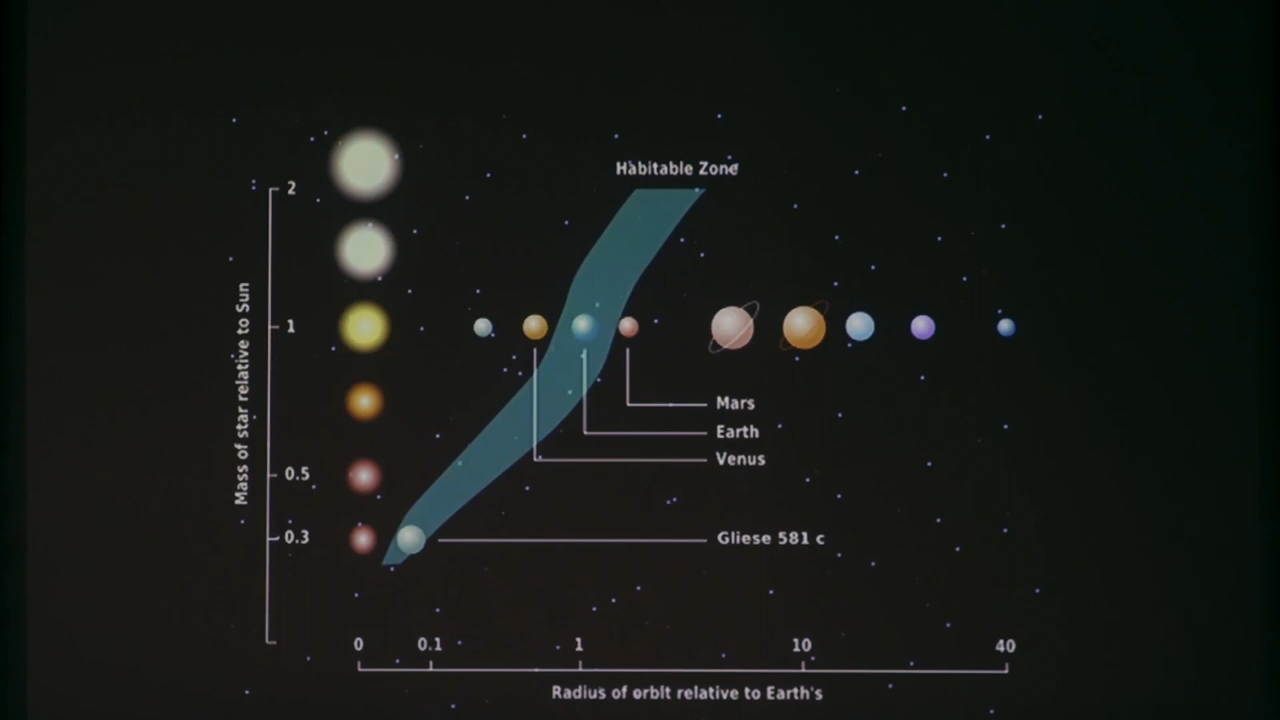 Habitable Zone
2
1
0.5
0.3
Mass of star relative to Sun
Mars
Earth
Venus
Gliese 581 c
0 0.1 1 10 40
Radius of orbit relative to Earth's